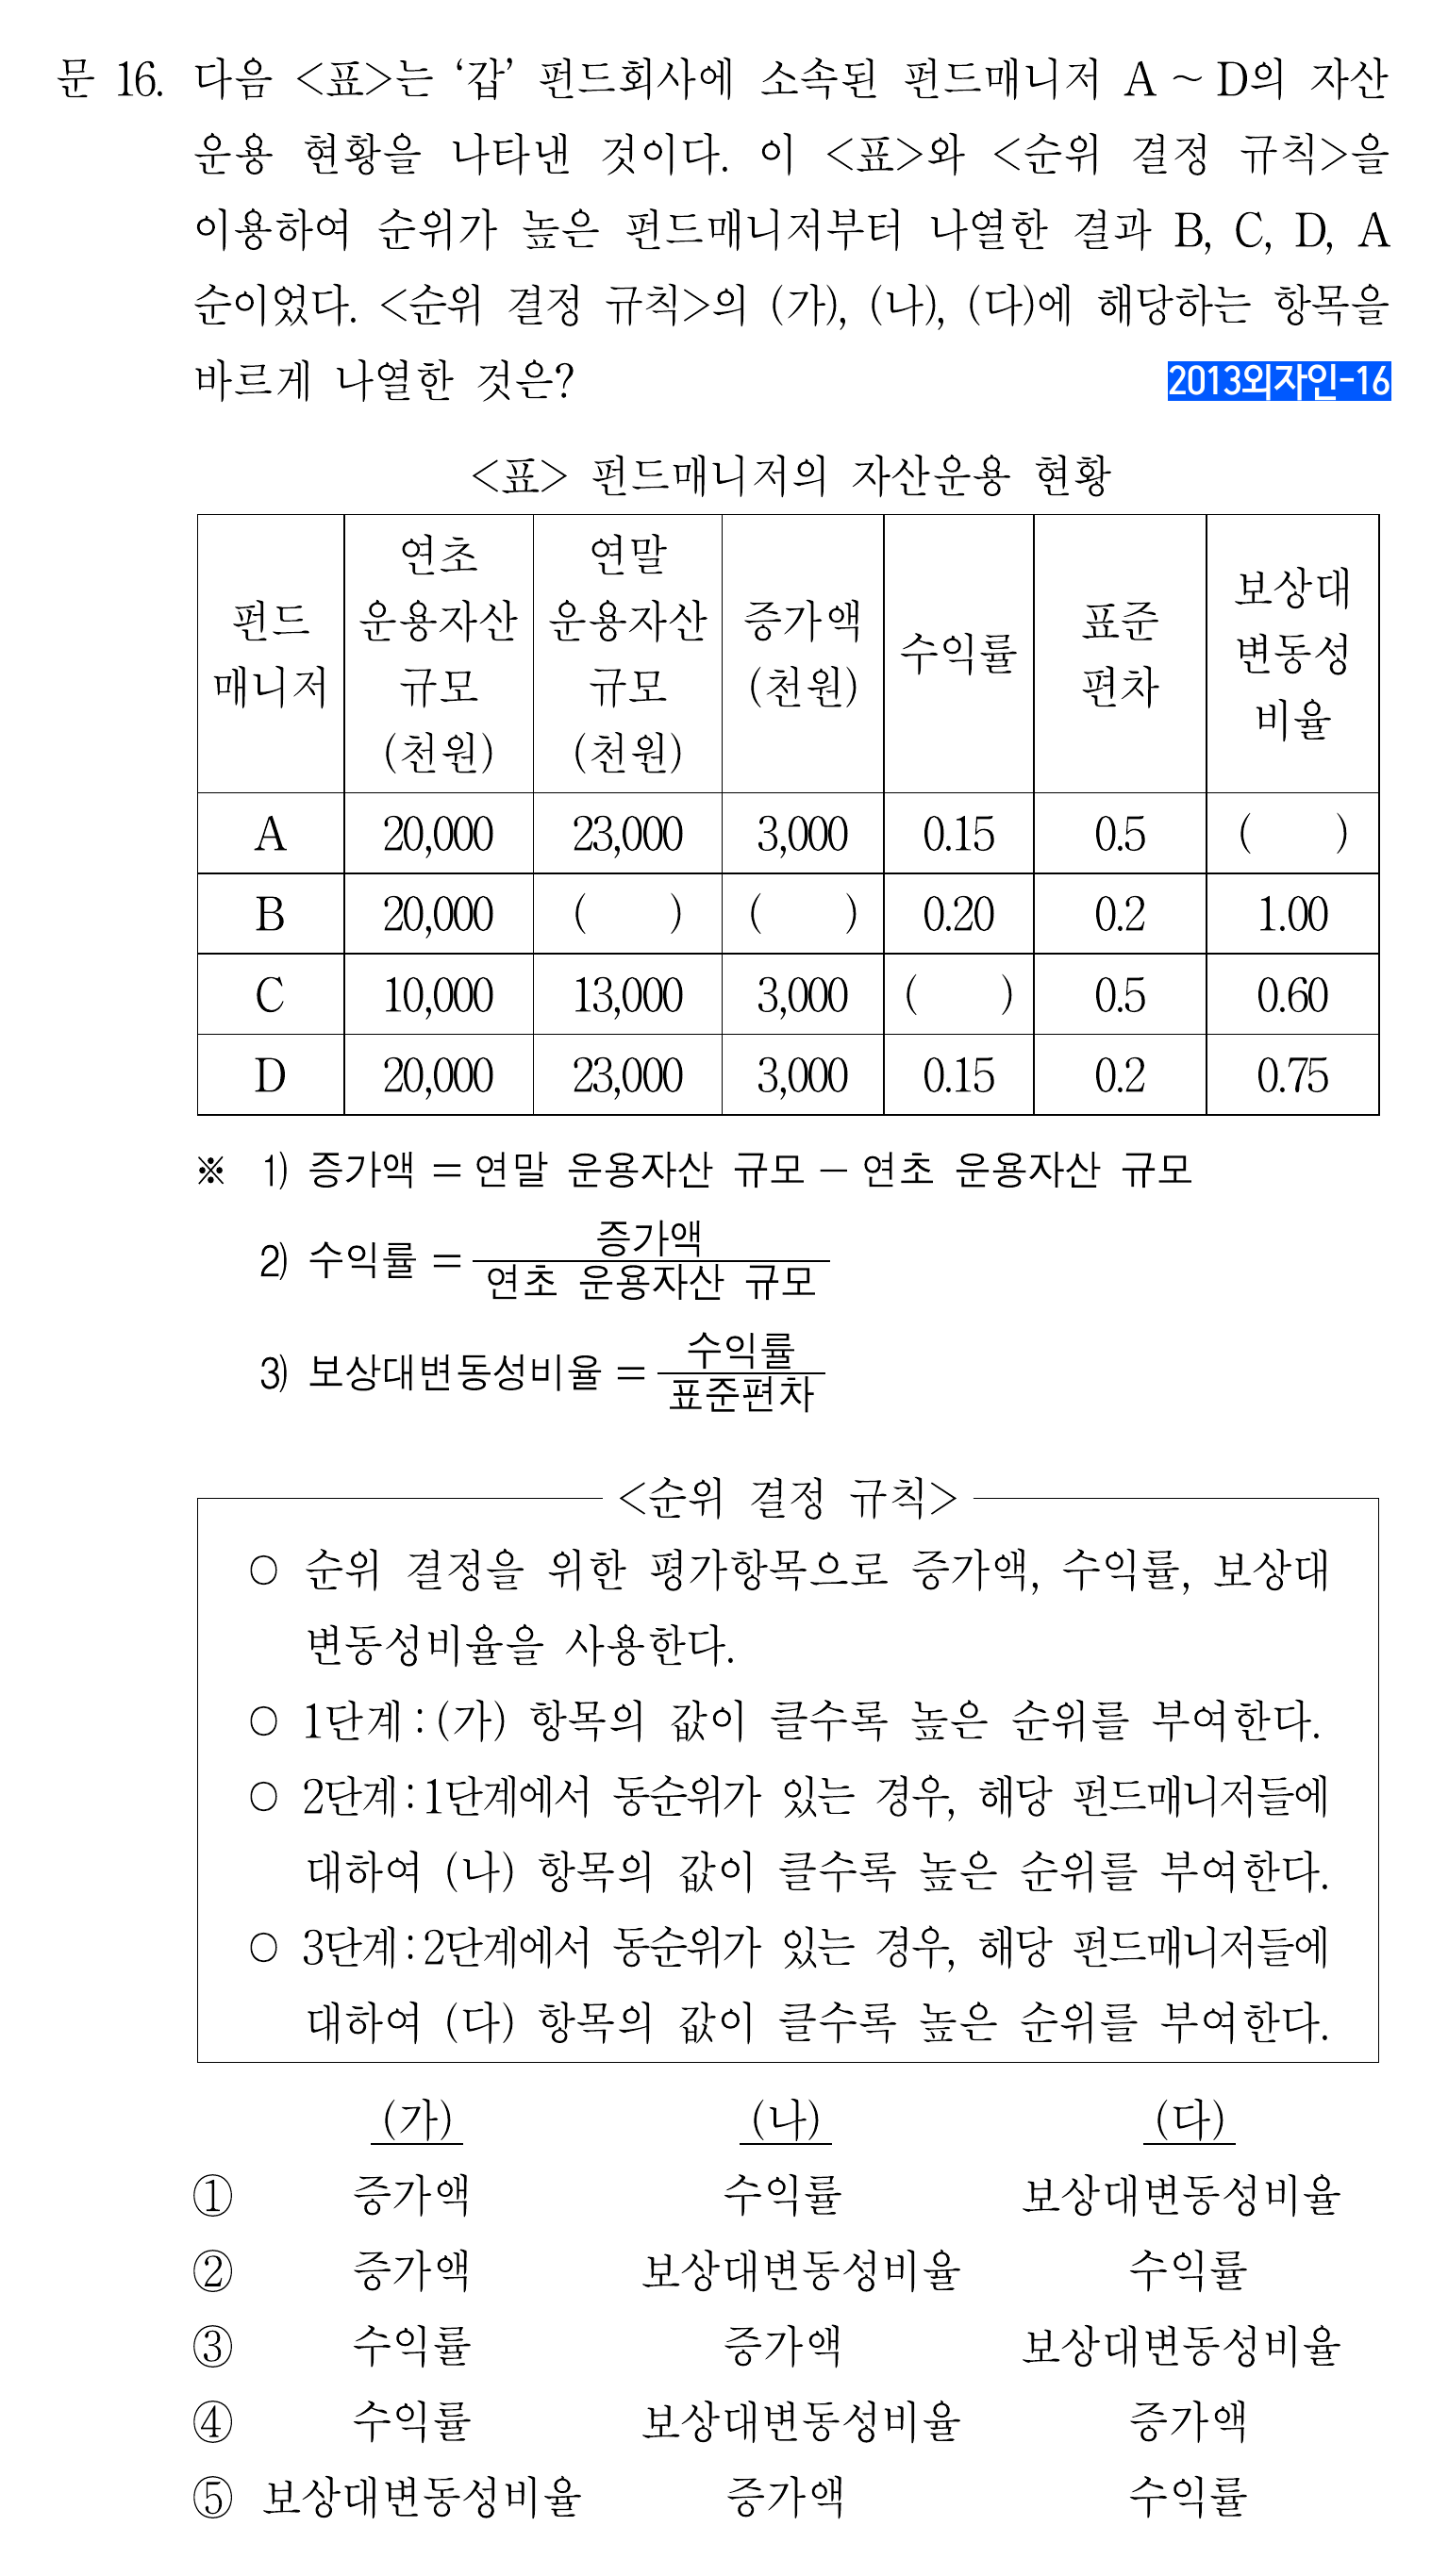 문 16. 다음 <표>는 ‘갑’ 펀드회사에 소속된 펀드매니저 A ~ D의 자산
운용 현황을 나타낸 것이다. 이 <표>와 <순위 결정 규칙>을
이용하여 순위가 높은 펀드매니저부터 나열한 결과 B, C, D, A
순이었다. <순위 결정 규칙>의 (가), (나), (다)에 해당하는 항목을
바르게 나열한 것은? 2013외자인-16
<표> 펀드매니저의 자산운용 현황
펀드 매니저 | 연초 운용자산 규모 (천원) | 연말 운용자산 규모 (천원) | 증가액 (천원) | 수익률 | 표준 편차 | 보상대 변동성 비율
A 20,000 23,000 3,000 0.15 0.5 ( )
B 20,000 ( ) ( ) 0.20 0.2 1.00
C 10,000 13,000 3,000 ( ) 0.5 0.60
D 20,000 23,000 3,000 0.15 0.2 0.75
※ 1) 증가액 = 연말 운용자산 규모 − 연초 운용자산 규모
2) 수익률 = 증가액 / 연초 운용자산 규모
3) 보상대변동성비율 = 수익률 / 표준편차
<순위 결정 규칙>
○ 순위 결정을 위한 평가항목으로 증가액, 수익률, 보상대
변동성비율을 사용한다.
○ 1단계 : (가) 항목의 값이 클수록 높은 순위를 부여한다.
○ 2단계 : 1단계에서 동순위가 있는 경우, 해당 펀드매니저들에
대하여 (나) 항목의 값이 클수록 높은 순위를 부여한다.
○ 3단계 : 2단계에서 동순위가 있는 경우, 해당 펀드매니저들에
대하여 (다) 항목의 값이 클수록 높은 순위를 부여한다.
(가) (나) (다)
① 증가액 수익률 보상대변동성비율
② 증가액 보상대변동성비율 수익률
③ 수익률 증가액 보상대변동성비율
④ 수익률 보상대변동성비율 증가액
⑤ 보상대변동성비율 증가액 수익률